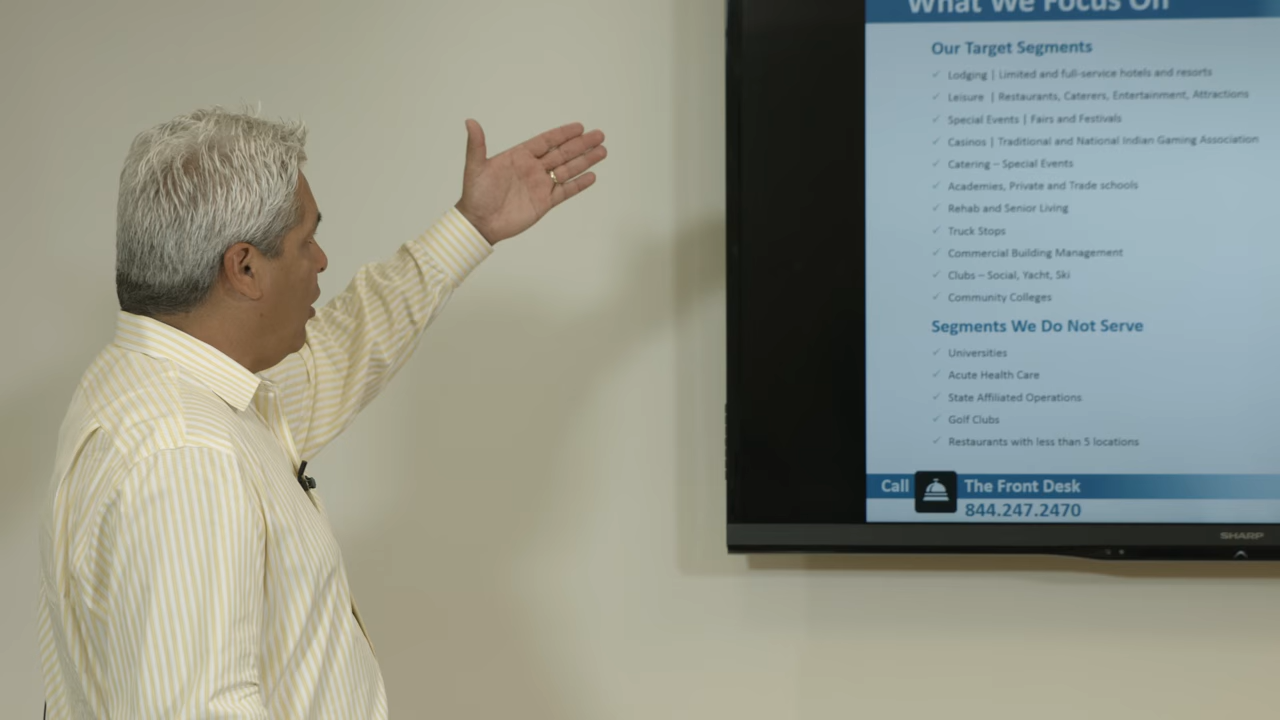 What We Focus On
Our Target Segments
✓ Lodging | Limited and full-service hotels and resorts
✓ Leisure | Restaurants, Caterers, Entertainment, Attractions
✓ Special Events | Fairs and Festivals
✓ Casinos | Traditional and National Indian Gaming Association
✓ Catering – Special Events
✓ Academies, Private and Trade schools
✓ Rehab and Senior Living
✓ Truck Stops
✓ Commercial Building Management
✓ Clubs – Social, Yacht, Ski
✓ Community Colleges
Segments We Do Not Serve
✓ Universities
✓ Acute Health Care
✓ State Affiliated Operations
✓ Golf Clubs
✓ Restaurants with less than 5 locations
Call The Front Desk
844.247.2470
SHARP